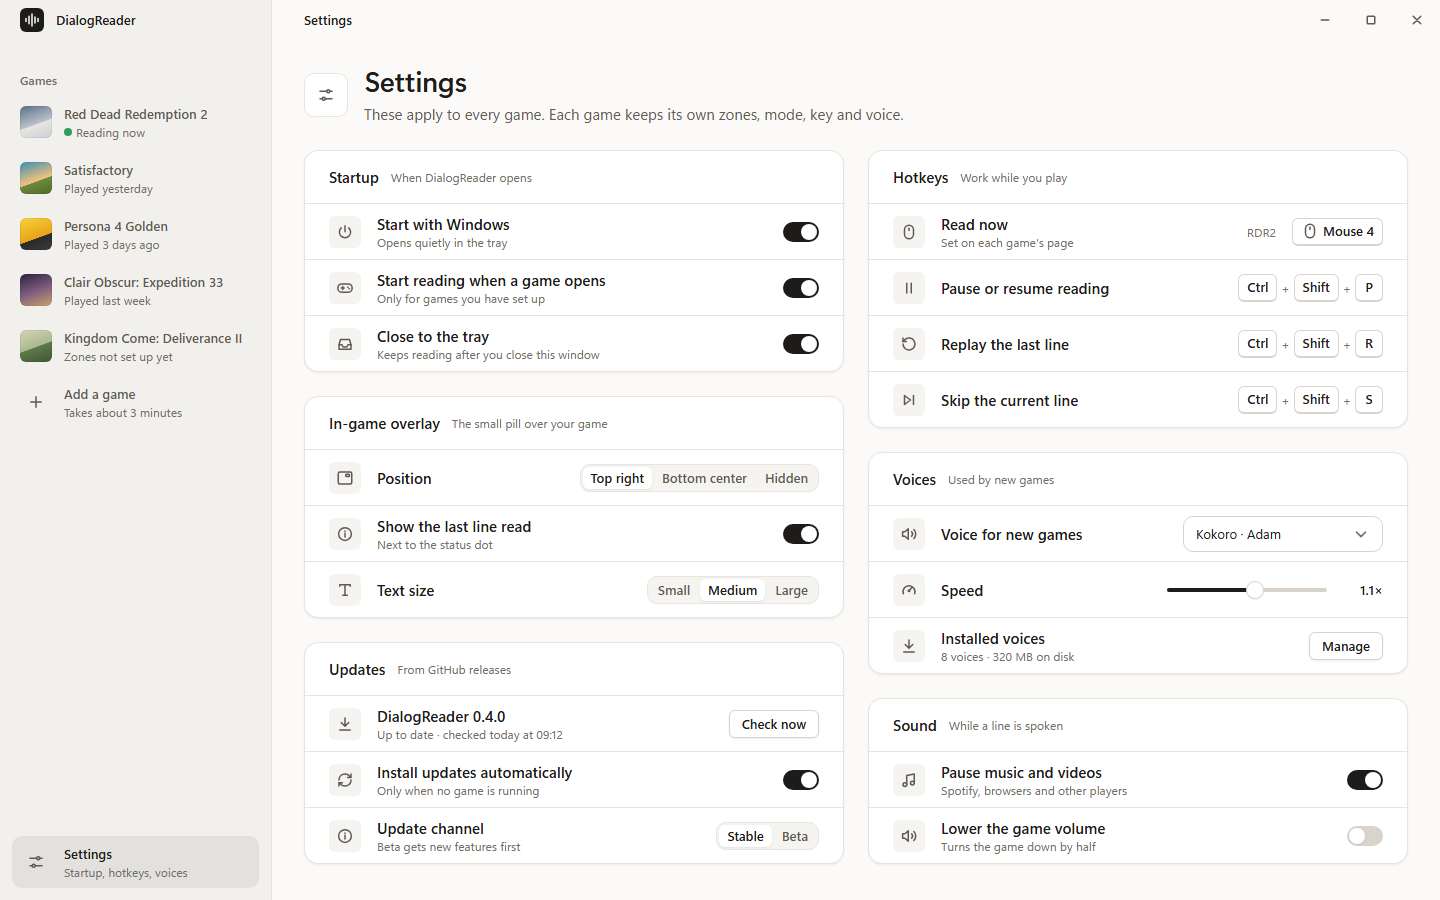 DialogReader
Games
Red Dead Redemption 2
Reading now
Satisfactory
Played yesterday
Persona 4 Golden
Played 3 days ago
Clair Obscur: Expedition 33
Played last week
Kingdom Come: Deliverance II
Zones not set up yet
Add a game
Takes about 3 minutes
Settings
Startup, hotkeys, voices
Settings
Settings
These apply to every game. Each game keeps its own zones, mode, key and voice.
Startup When DialogReader opens
Start with Windows
Opens quietly in the tray
Start reading when a game opens
Only for games you have set up
Close to the tray
Keeps reading after you close this window
In-game overlay The small pill over your game
Position Top right Bottom center Hidden
Show the last line read
Next to the status dot
Text size Small Medium Large
Updates From GitHub releases
DialogReader 0.4.0
Up to date · checked today at 09:12
Check now
Install updates automatically
Only when no game is running
Update channel
Beta gets new features first
Stable Beta
Hotkeys Work while you play
Read now
Set on each game's page
RDR2 Mouse 4
Pause or resume reading Ctrl + Shift + P
Replay the last line Ctrl + Shift + R
Skip the current line Ctrl + Shift + S
Voices Used by new games
Voice for new games Kokoro · Adam
Speed 1.1×
Installed voices
8 voices · 320 MB on disk
Manage
Sound While a line is spoken
Pause music and videos
Spotify, browsers and other players
Lower the game volume
Turns the game down by half